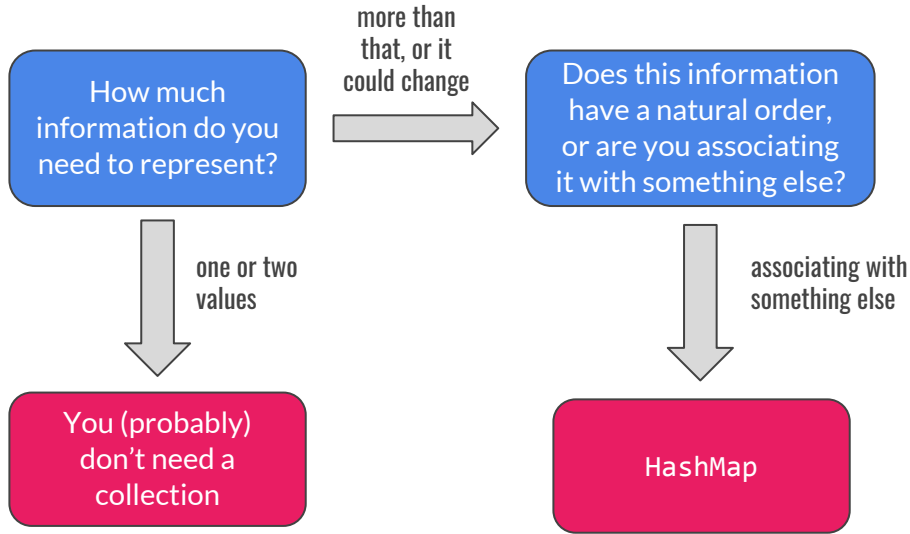 more than
that, or it
could change
How much
information do you
need to represent?
Does this information
have a natural order,
or are you associating
it with something else?
one or two
values
associating with
something else
You (probably)
don't need a
collection
HashMap